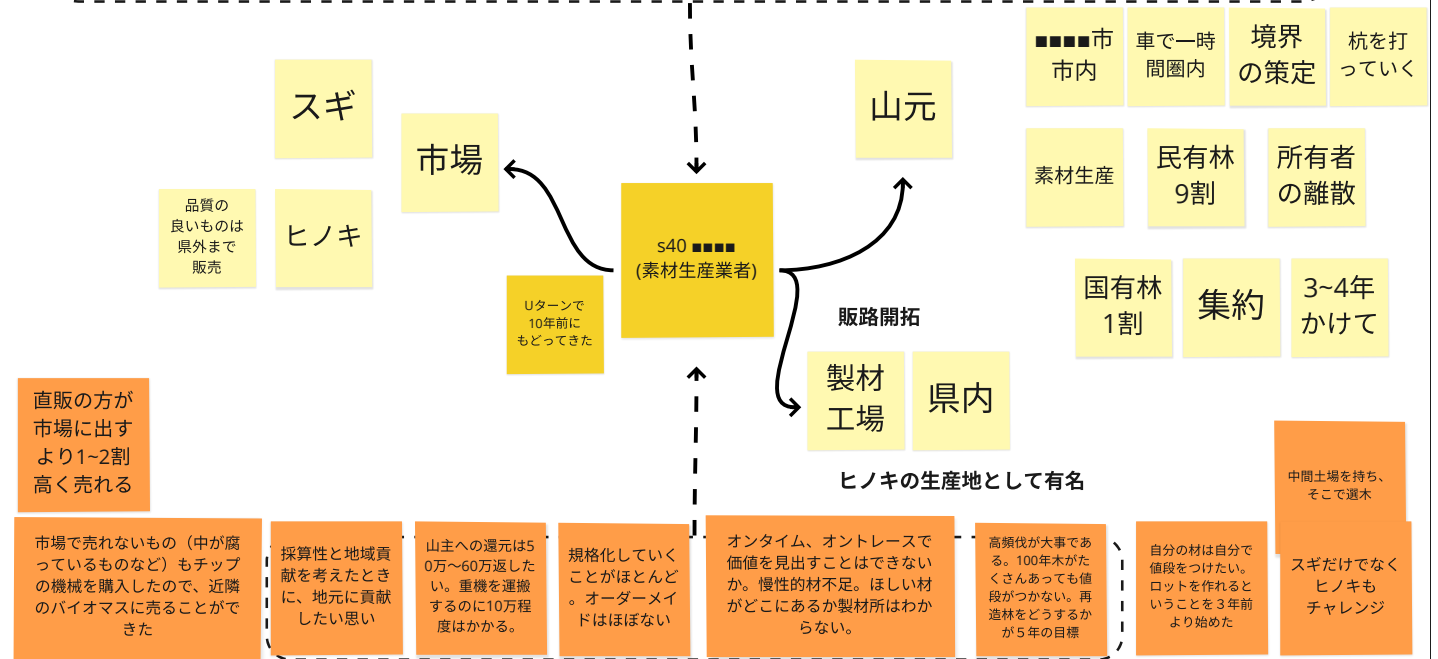 ■■■■市
市内
車で一時
間圏内
境界
の策定
杭を打
っていく
スギ
市場
山元
素材生産
民有林
9割
所有者
の離散
品質の
良いものは
県外まで
販売
ヒノキ
s40 ■■■■
(素材生産業者)
Uターンで
10年前に
もどってきた
国有林
1割
集約
3~4年
かけて
販路開拓
製材
工場
県内
ヒノキの生産地として有名
直販の方が
市場に出す
より1~2割
高く売れる
中間土場を持ち、
そこで選木
市場で売れないもの（中が腐
っているものなど）もチップ
の機械を購入したので、近隣
のバイオマスに売ることがで
きた
採算性と地域貢
献を考えたとき
に、地元に貢献
したい思い
山主への還元は5
0万〜60万返した
い。重機を運搬
するのに10万程
度はかかる。
規格化していく
ことがほとんど
。オーダーメイ
ドはほぼない
オンタイム、オントレースで
価値を見出すことはできない
か。慢性的材不足。ほしい材
がどこにあるか製材所はわか
らない。
高頻伐が大事であ
る。100年木がた
くさんあっても値
段がつかない。再
造林をどうするか
が５年の目標
自分の材は自分で
値段をつけたい。
ロットを作れると
いうことを３年前
より始めた
スギだけでなく
ヒノキも
チャレンジ